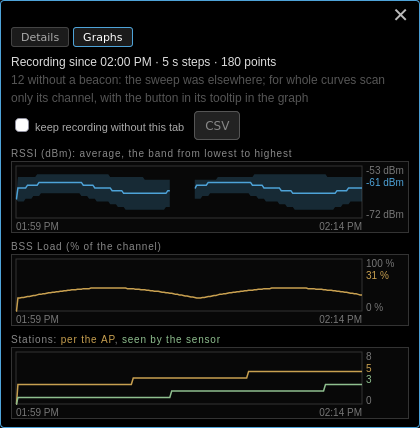 ✕
Details Graphs
Recording since 02:00 PM · 5 s steps · 180 points
12 without a beacon: the sweep was elsewhere; for whole curves scan
only its channel, with the button in its tooltip in the graph
keep recording without this tab CSV
RSSI (dBm): average, the band from lowest to highest
-53 dBm
-61 dBm
-72 dBm
01:59 PM 02:14 PM
BSS Load (% of the channel)
100 %
31 %
0 %
01:59 PM 02:14 PM
Stations: per the AP, seen by the sensor
8
5
3
0
01:59 PM 02:14 PM